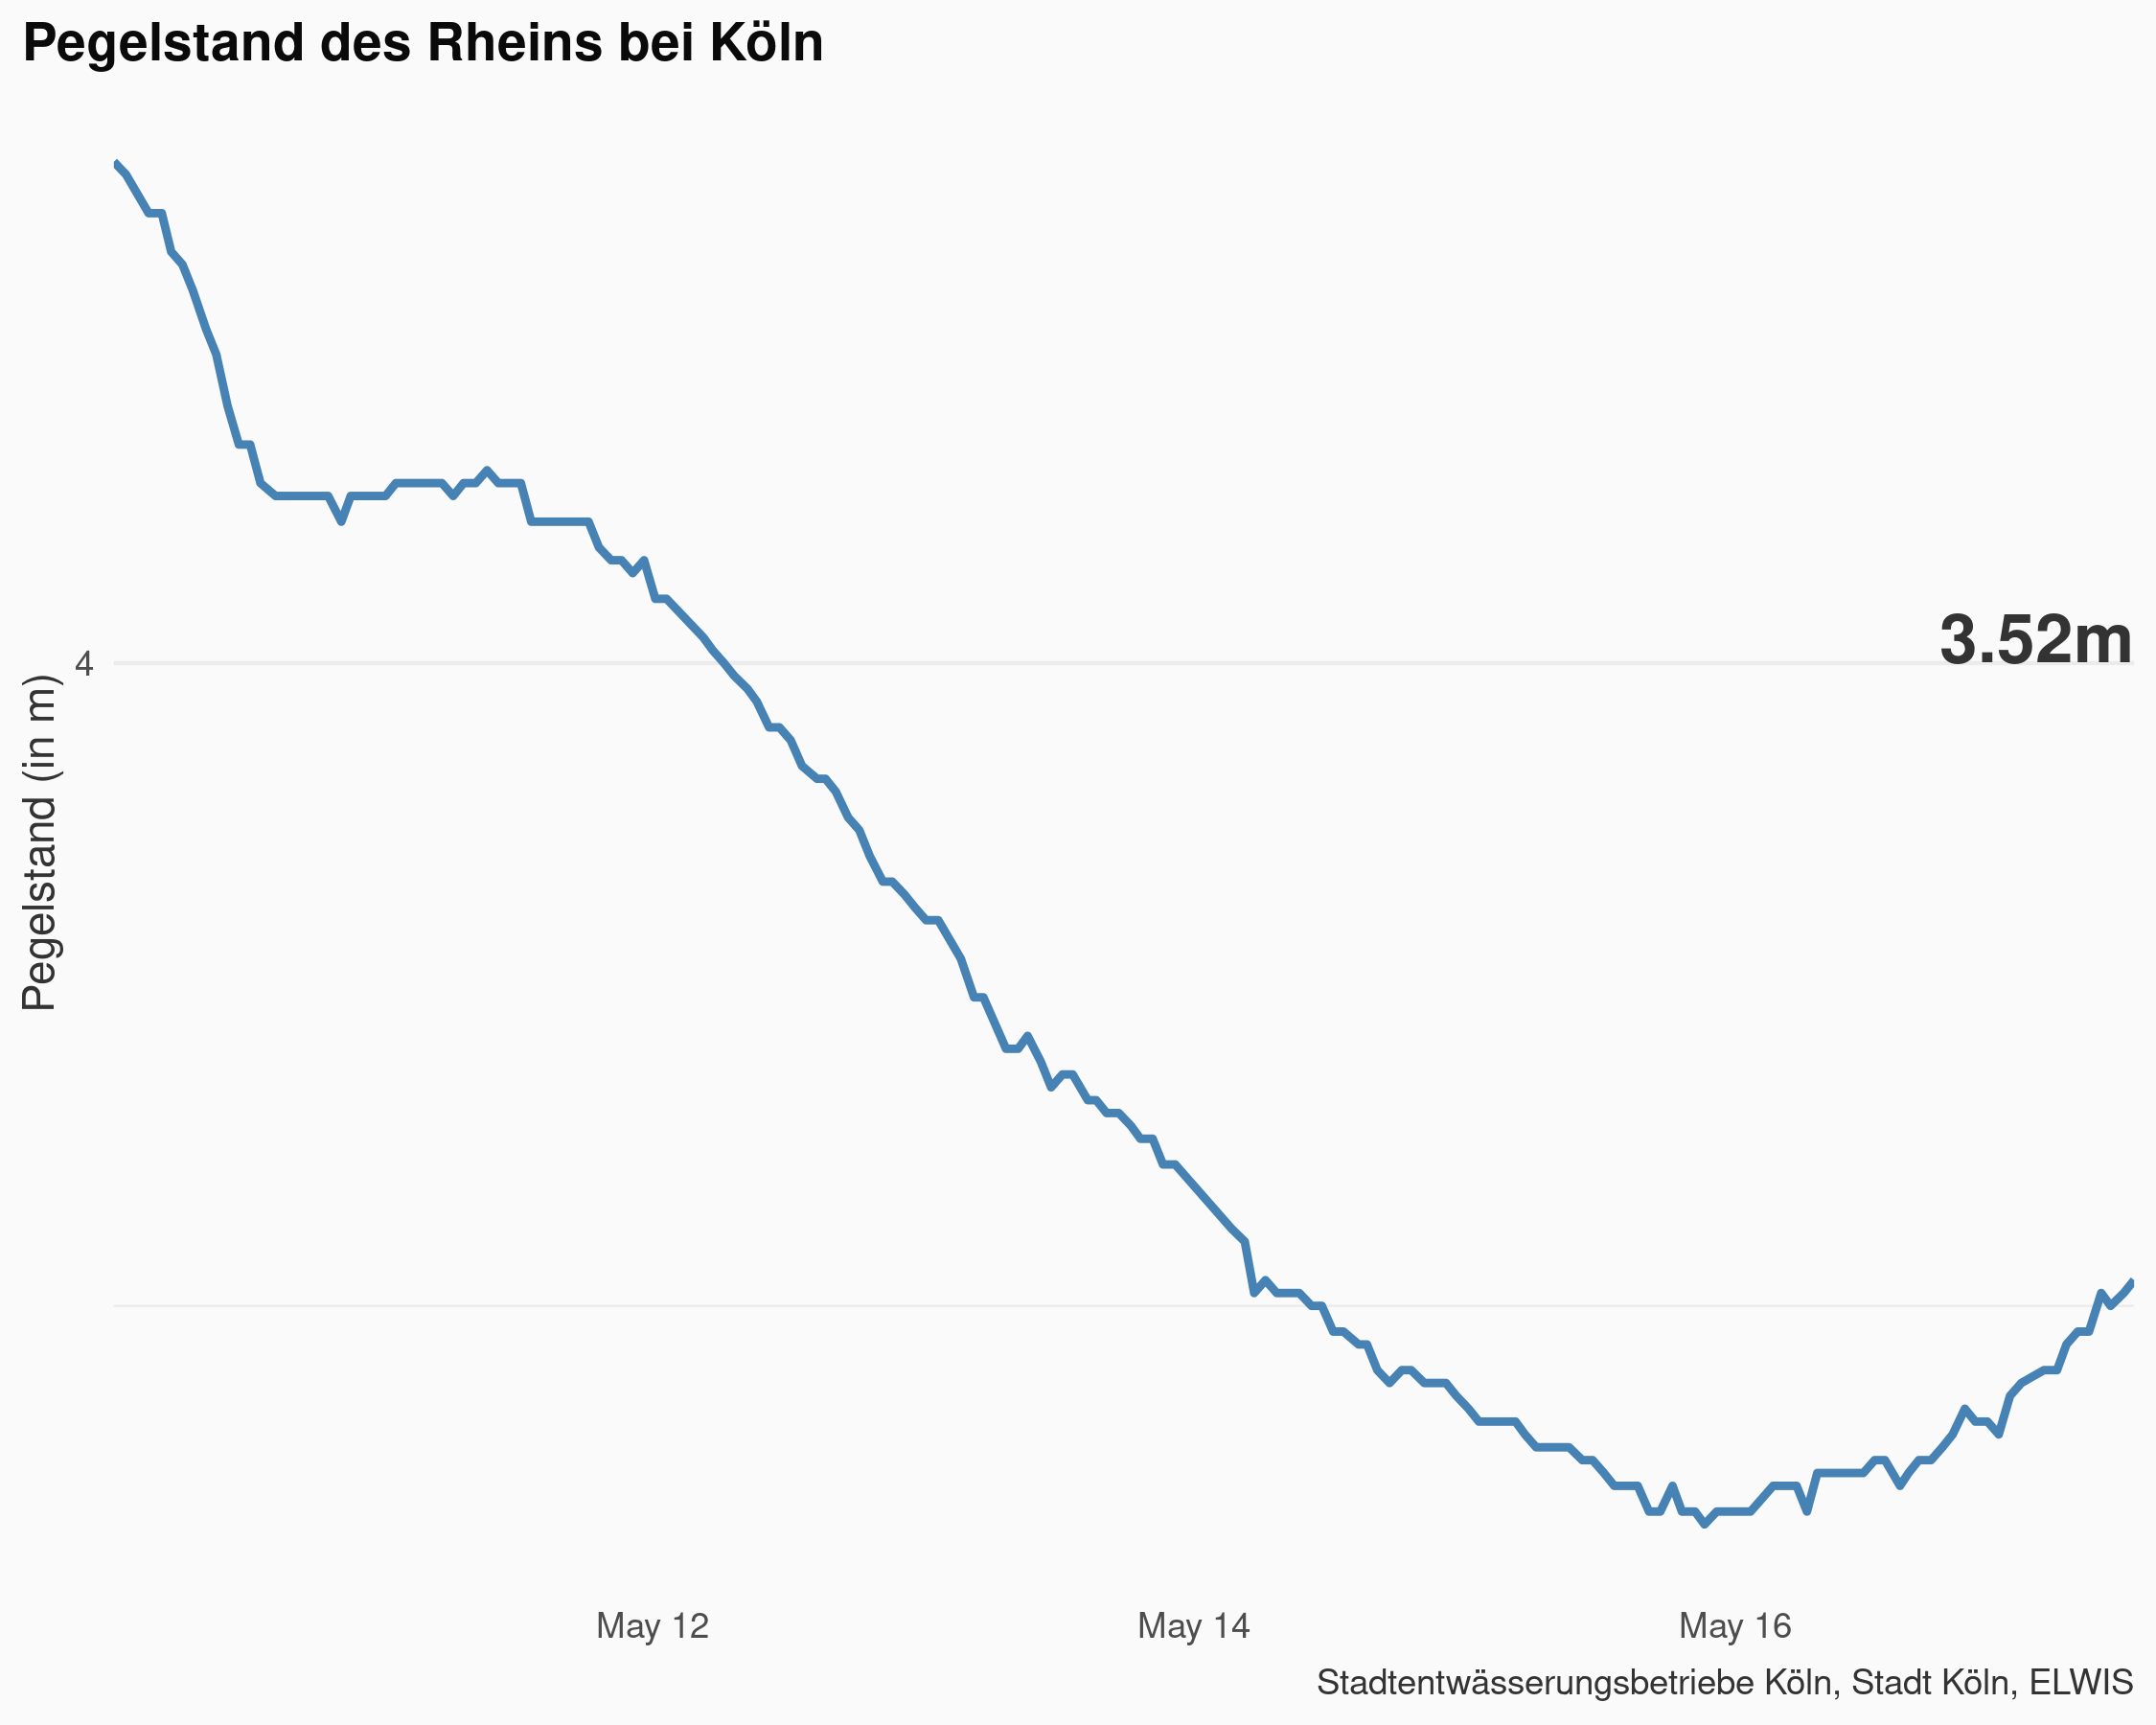 Pegelstand des Rheins bei Köln
3.52m
4
Pegelstand (in m)
May 12
May 14
May 16
Stadtentwässerungsbetriebe Köln, Stadt Köln, ELWIS